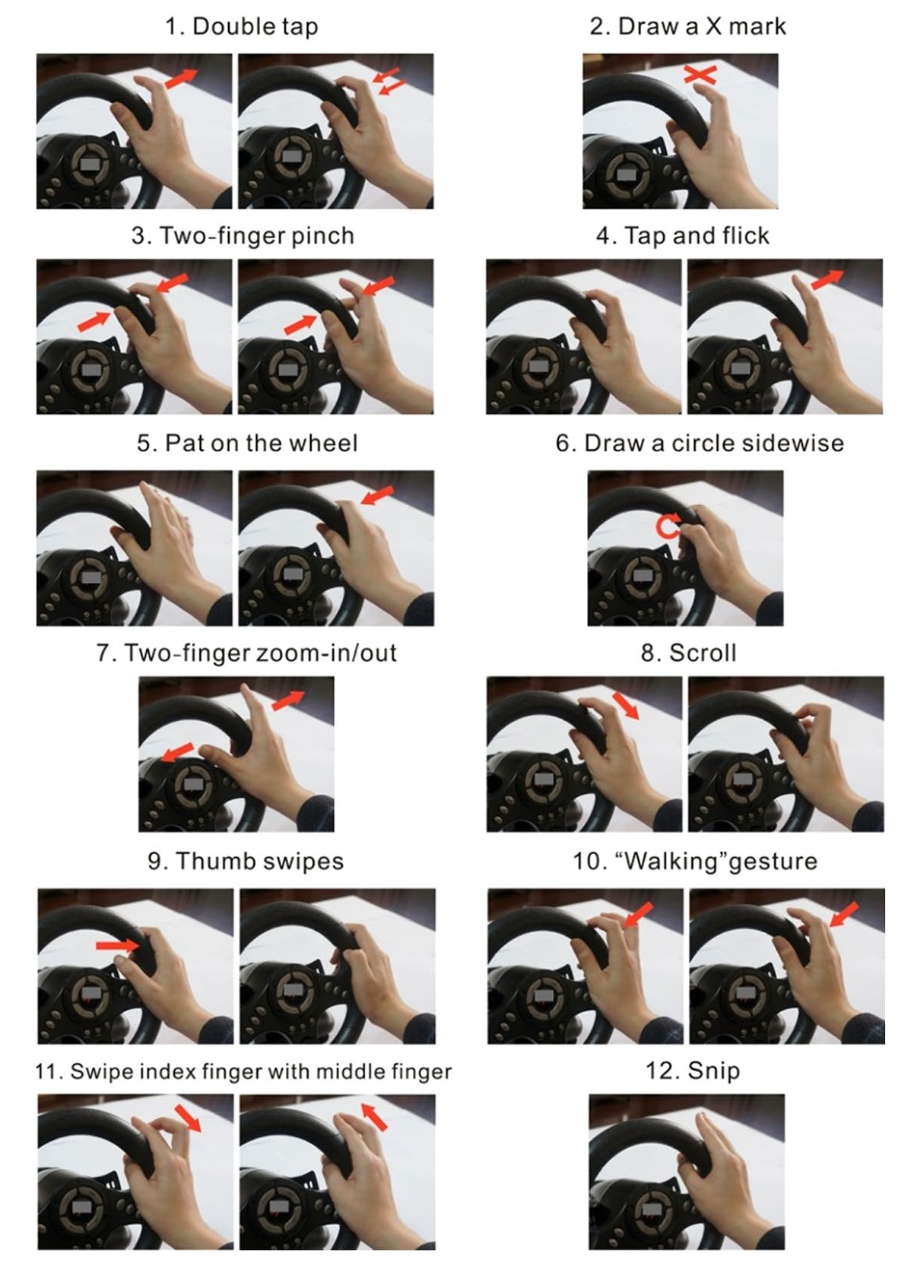 1. Double tap
2. Draw a X mark
3. Two-finger pinch
4. Tap and flick
5. Pat on the wheel
6. Draw a circle sidewise
7. Two-finger zoom-in/out
8. Scroll
9. Thumb swipes
10. “Walking”gesture
11. Swipe index finger with middle finger
12. Snip